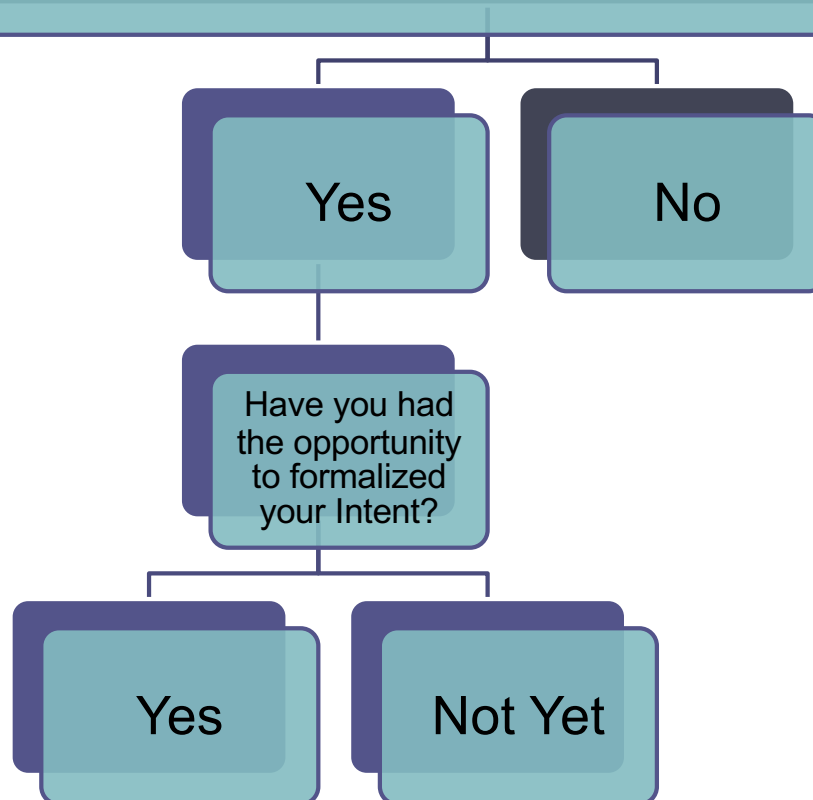 Yes
No
Have you had
the opportunity
to formalized
your Intent?
Yes
Not Yet